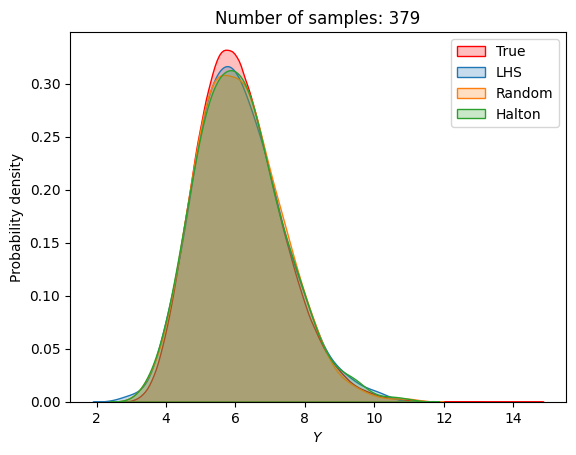 Number of samples: 379
True
LHS
Random
Halton
Probability density
0.30
0.25
0.20
0.15
0.10
0.05
0.00
2 4 6 8 10 12 14
Y